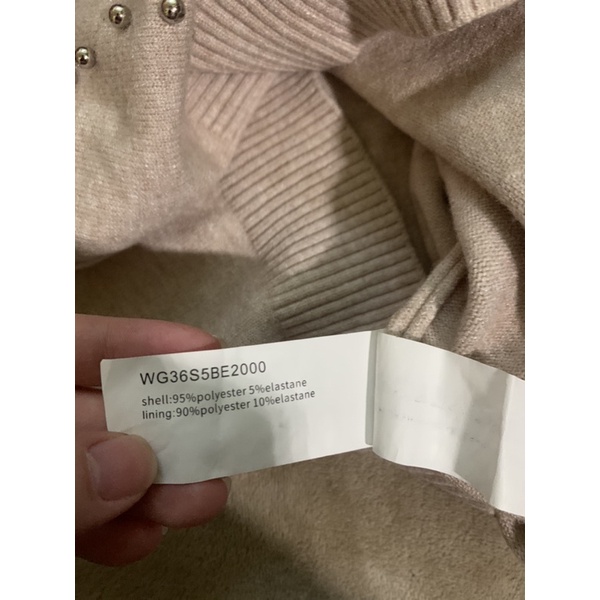 WG36S5BE2000
shell:95%polyester 5%elastane
lining:90%polyester 10%elastane